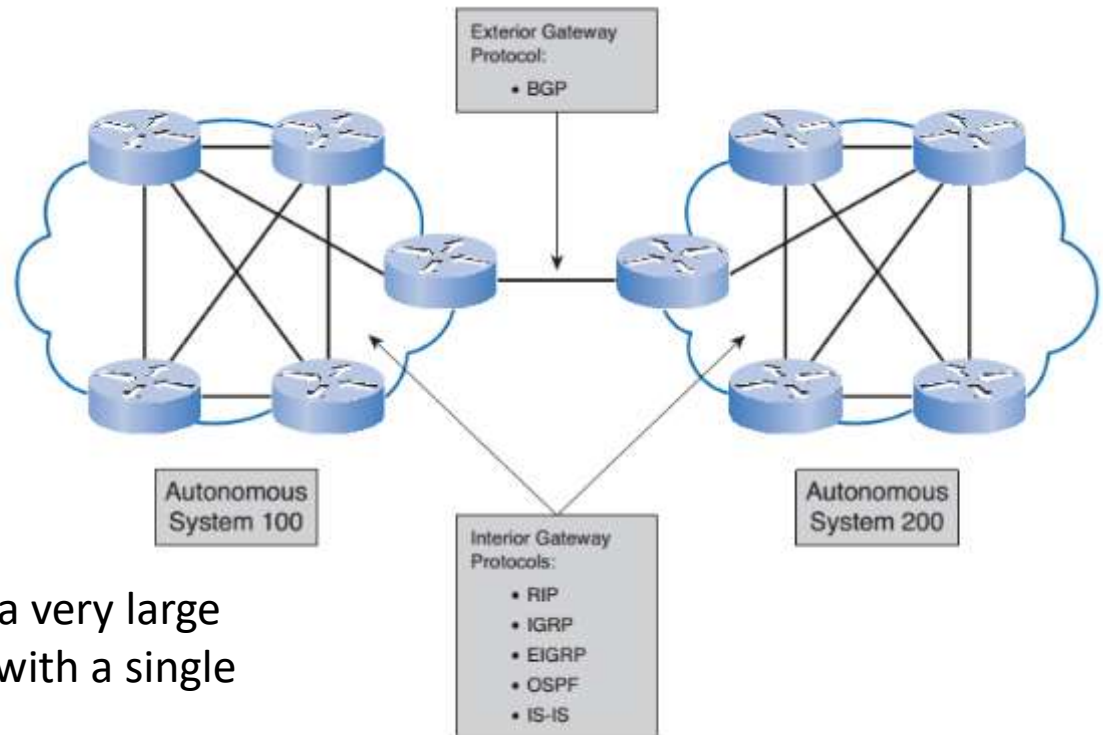 Exterior Gateway
Protocol:
• BGP
Autonomous
System 100
Autonomous
System 200
Interior Gateway
Protocols:
• RIP
• IGRP
• EIGRP
• OSPF
• IS-IS
a very large
with a single